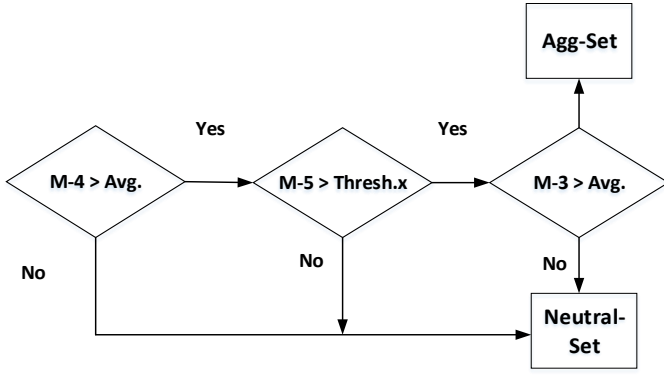 Agg-Set
Yes
Yes
M-4 > Avg.
M-5 > Thresh.x
M-3 > Avg.
No
No
No
Neutral-
Set